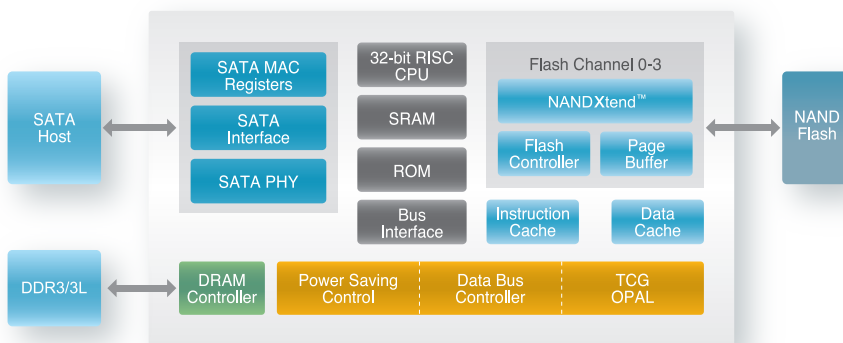 SATA
Host
DDR3/3L
SATA MAC
Registers
SATA
Interface
SATA PHY
32-bit RISC
CPU
SRAM
ROM
Bus
Interface
Flash Channel 0-3
NANDXtend™
Flash
Controller
Page
Buffer
Instruction
Cache
Data
Cache
DRAM
Controller
Power Saving
Control
Data Bus
Controller
TCG
OPAL
NAND
Flash